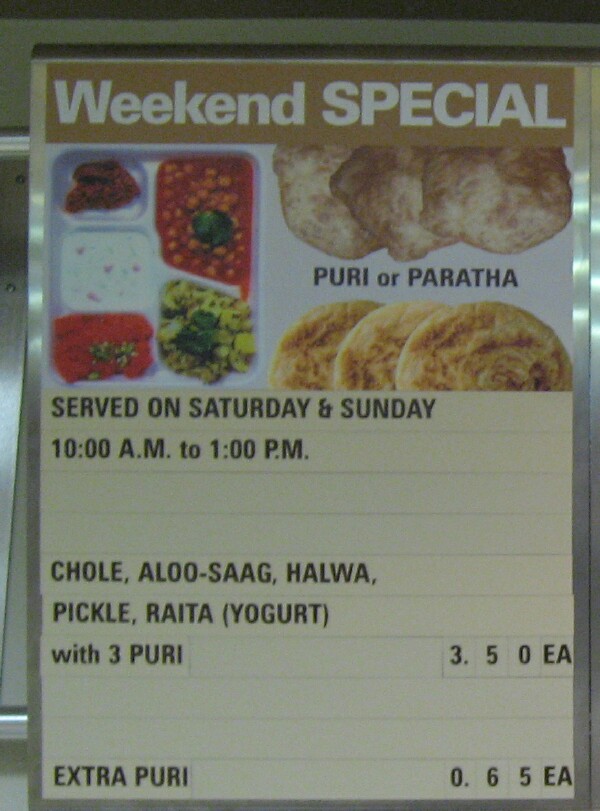 Weekend SPECIAL
PURI or PARATHA
SERVED ON SATURDAY & SUNDAY
10:00 A.M. to 1:00 P.M.
CHOLE, ALOO-SAAG, HALWA,
PICKLE, RAITA (YOGURT)
with 3 PURI 3. 5 0 EA
EXTRA PURI 0. 6 5 EA